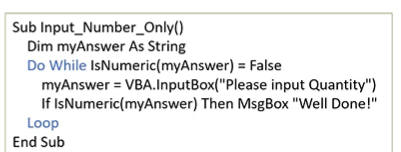 Sub Input_Number_Only()
Dim myAnswer As String
Do While IsNumeric(myAnswer) = False
myAnswer = VBA.InputBox("Please input Quantity")
If IsNumeric(myAnswer) Then MsgBox "Well Done!"
Loop
End Sub